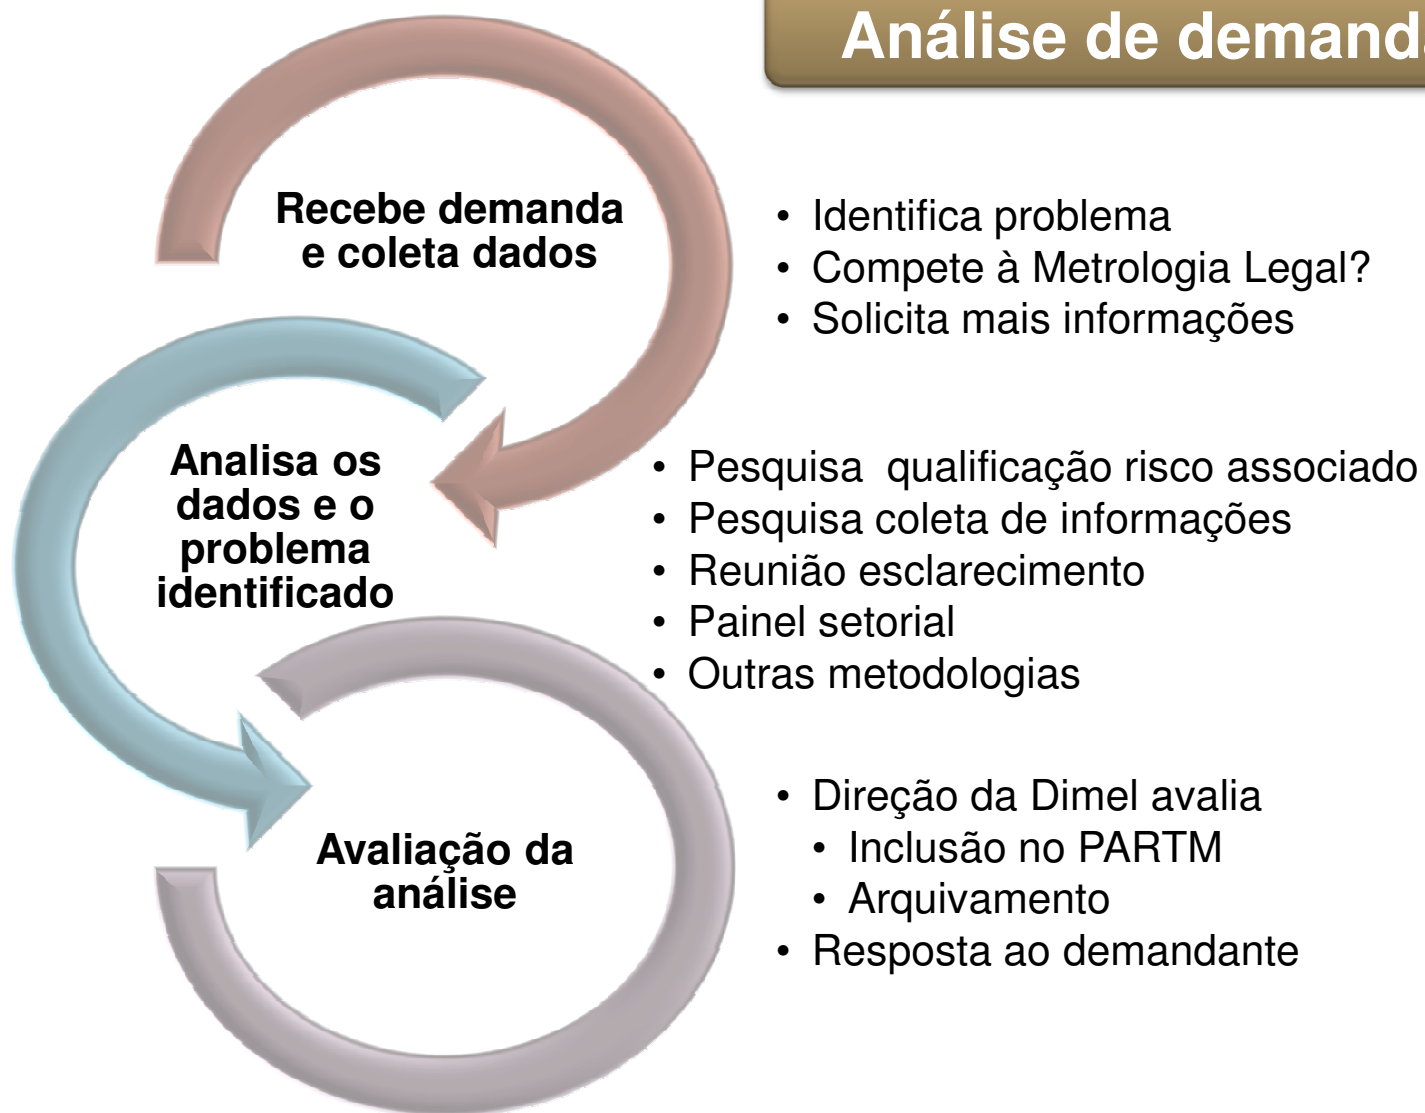 Análise de demanda
Recebe demanda
e coleta dados
• Identifica problema
• Compete à Metrologia Legal?
• Solicita mais informações
Analisa os
dados e o
problema
identificado
• Pesquisa qualificação risco associado
• Pesquisa coleta de informações
• Reunião esclarecimento
• Painel setorial
• Outras metodologias
Avaliação da
análise
• Direção da Dimel avalia
• Inclusão no PARTM
• Arquivamento
• Resposta ao demandante